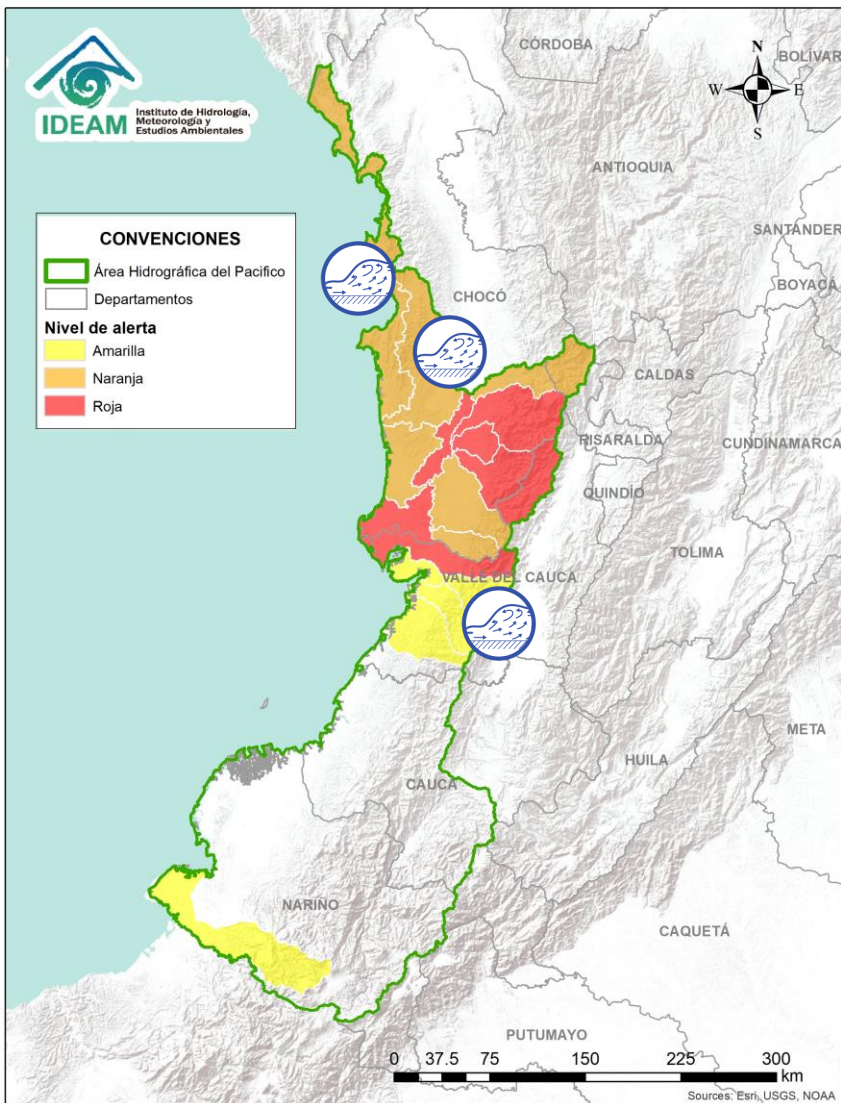 IDEAM
Instituto de Hidrología,
Meteorología y
Estudios Ambientales
CONVENCIONES
Área Hidrográfica del Pacifico
Departamentos
Nivel de alerta
Amarilla
Naranja
Roja
N
W
E
S
CÓRDOBA
BOLÍVAR
ANTIOQUIA
SANTANDER
BOYACÁ
CHOCÓ
CALDAS
RISARALDA
CUNDINAMARCA
QUINDÍO
TOLIMA
VALLE DEL CAUCA
META
HUILA
CAUCA
NARIÑO
CAQUETÁ
PUTUMAYO
0 37.5 75 150 225 300
km
Sources: Esri, USGS, NOAA